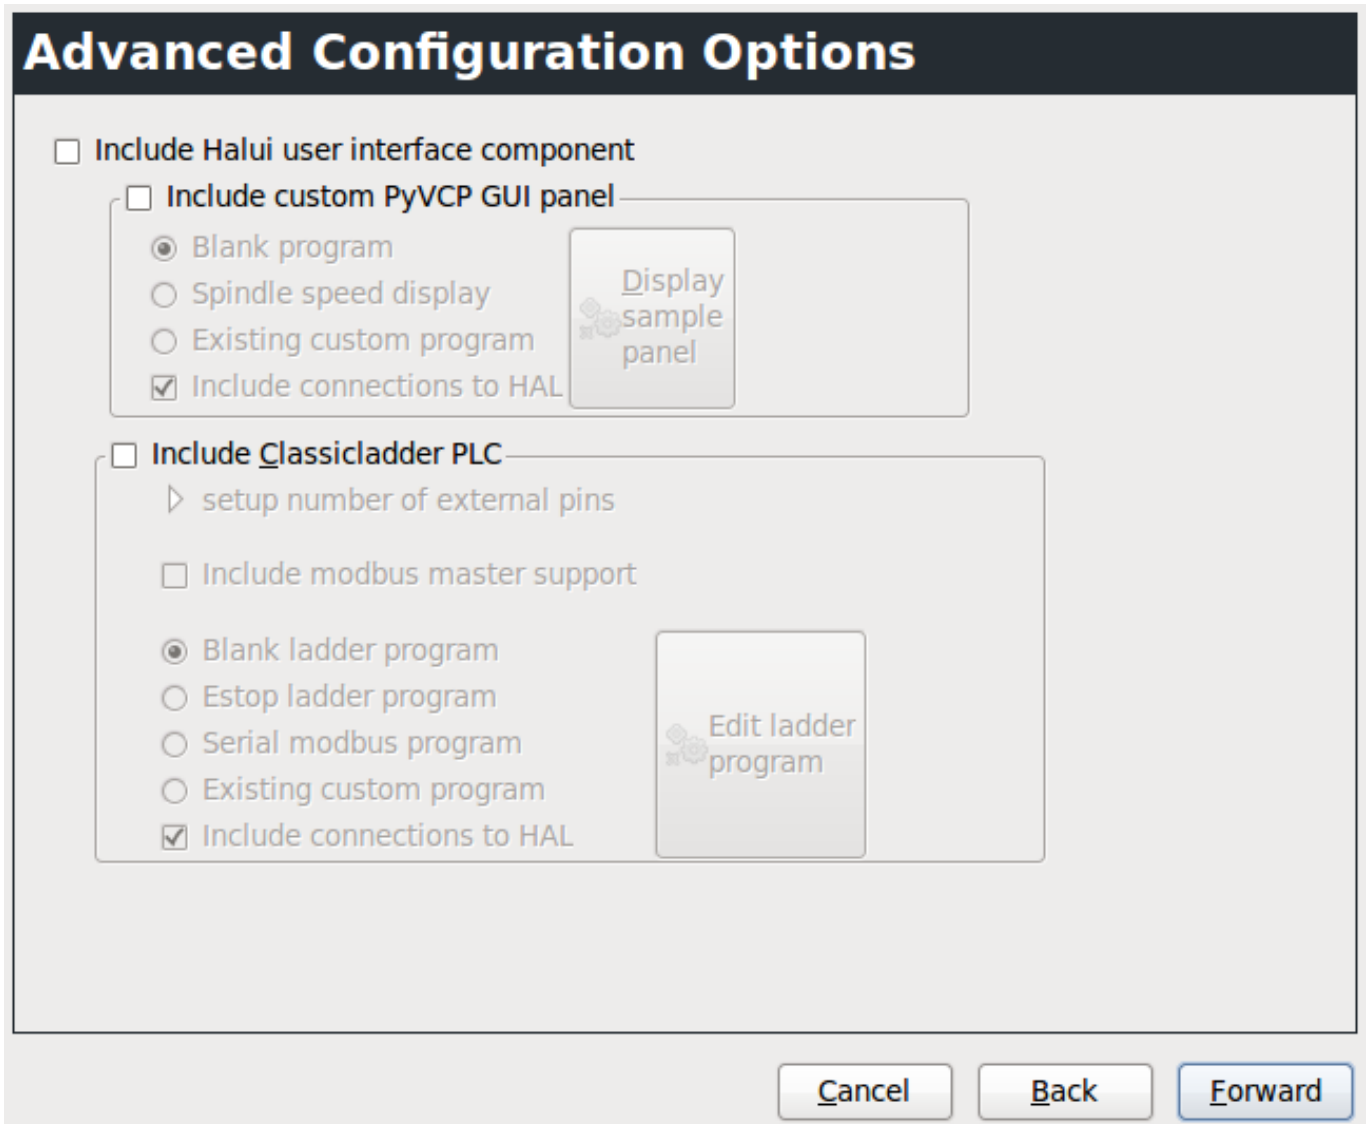 Advanced Configuration Options
Include Halui user interface component
Include custom PyVCP GUI panel
Blank program
Spindle speed display
Existing custom program
Include connections to HAL
Display
sample
panel
Include Classicladder PLC
setup number of external pins
Include modbus master support
Blank ladder program
Estop ladder program
Serial modbus program
Existing custom program
Include connections to HAL
Edit ladder
program
Cancel
Back
Forward